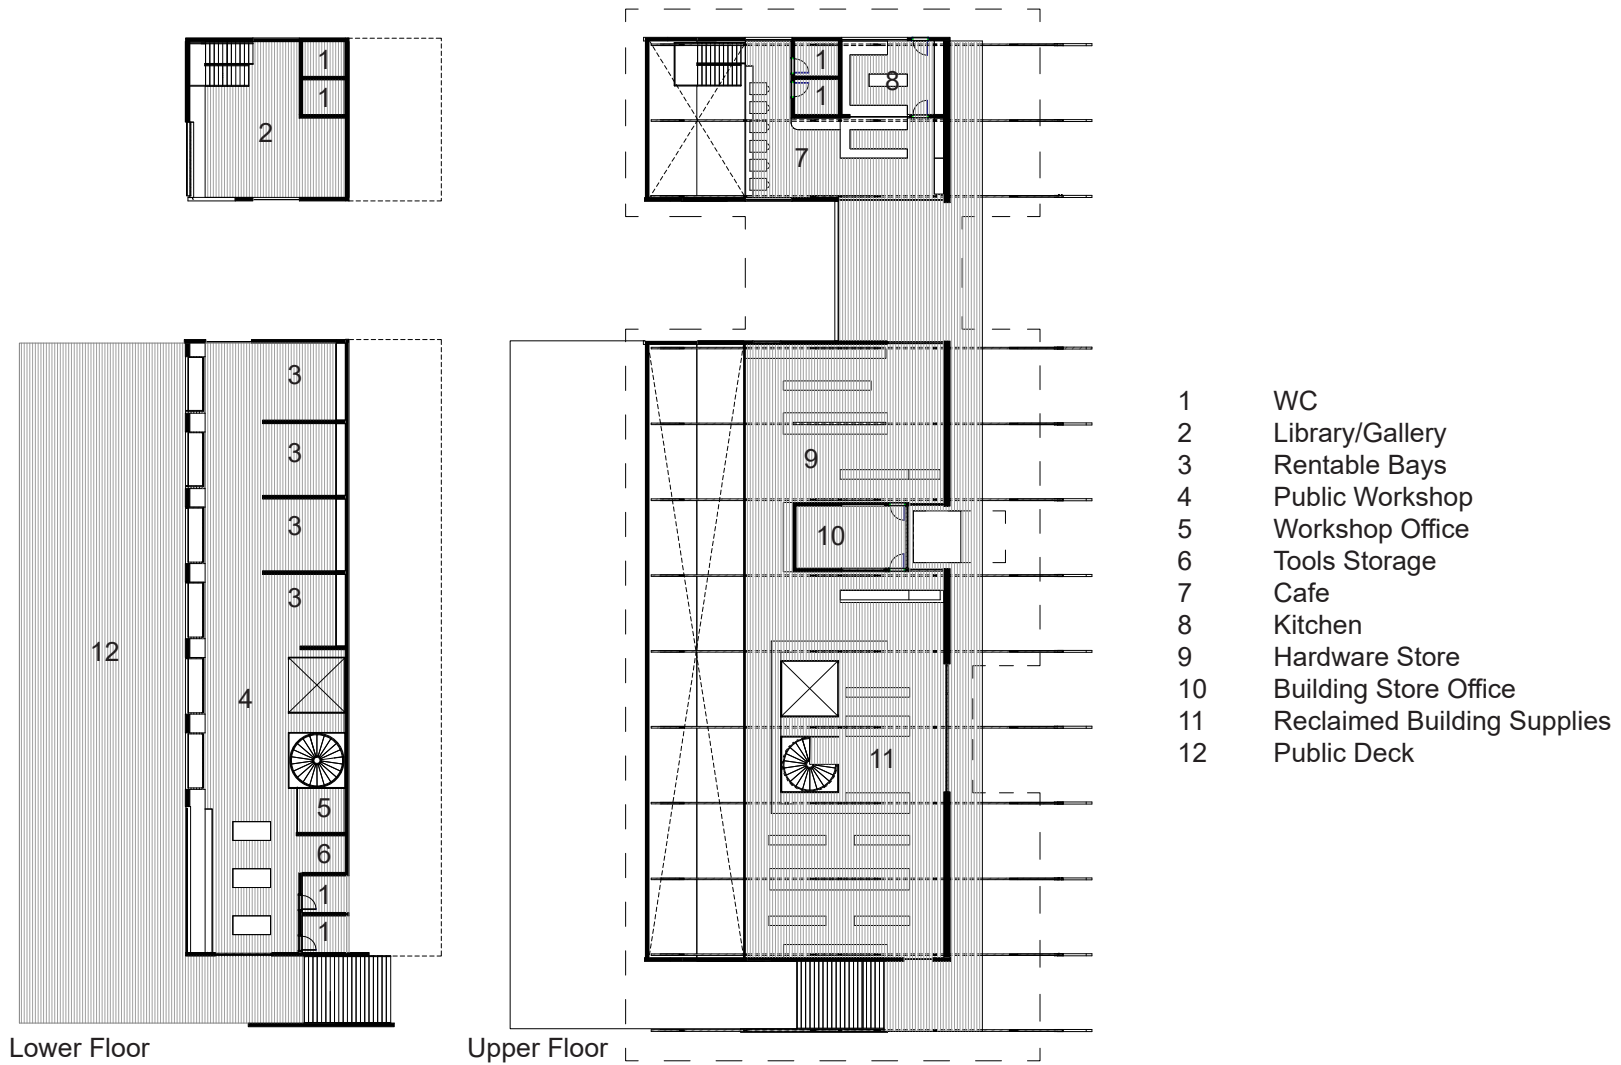 1
1
2
1
1
8
7
3
3
3
3
12
4
5
6
1
1
9
10
11
1 WC
2 Library/Gallery
3 Rentable Bays
4 Public Workshop
5 Workshop Office
6 Tools Storage
7 Cafe
8 Kitchen
9 Hardware Store
10 Building Store Office
11 Reclaimed Building Supplies
12 Public Deck
Lower Floor
Upper Floor